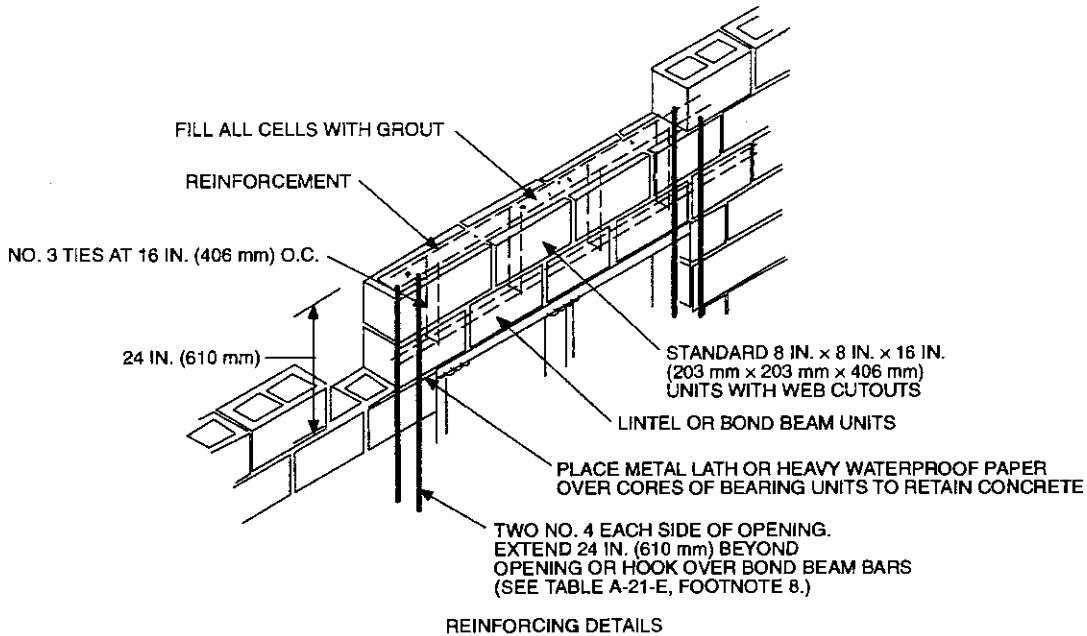 FILL ALL CELLS WITH GROUT
REINFORCEMENT
NO. 3 TIES AT 16 IN. (406 mm) O.C.
24 IN. (610 mm)
STANDARD 8 IN. x 8 IN. x 16 IN.
(203 mm x 203 mm x 406 mm)
UNITS WITH WEB CUTOUTS
LINTEL OR BOND BEAM UNITS
PLACE METAL LATH OR HEAVY WATERPROOF PAPER
OVER CORES OF BEARING UNITS TO RETAIN CONCRETE
TWO NO. 4 EACH SIDE OF OPENING.
EXTEND 24 IN. (610 mm) BEYOND
OPENING OR HOOK OVER BOND BEAM BARS
(SEE TABLE A-21-E, FOOTNOTE 8.)
REINFORCING DETAILS